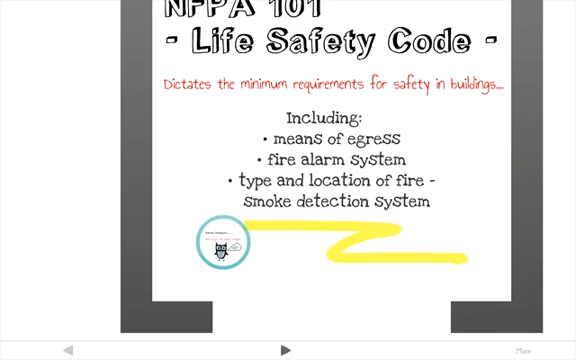 NFPA 101
- Life Safety Code -
Dictates the minimum requirements for safety in buildings...
Including:
• means of egress
• fire alarm system
• type and location of fire -
smoke detection system
More